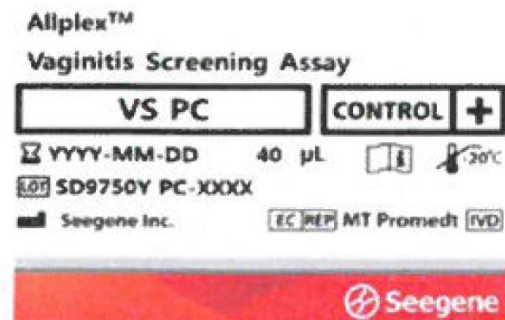 Allplex™
Vaginitis Screening Assay
VS PC CONTROL +
YYYY-MM-DD 40 µL -20°C
LOT SD9750Y PC-XXXX
Seegene Inc. EC REP MT Promedt IVD
Seegene